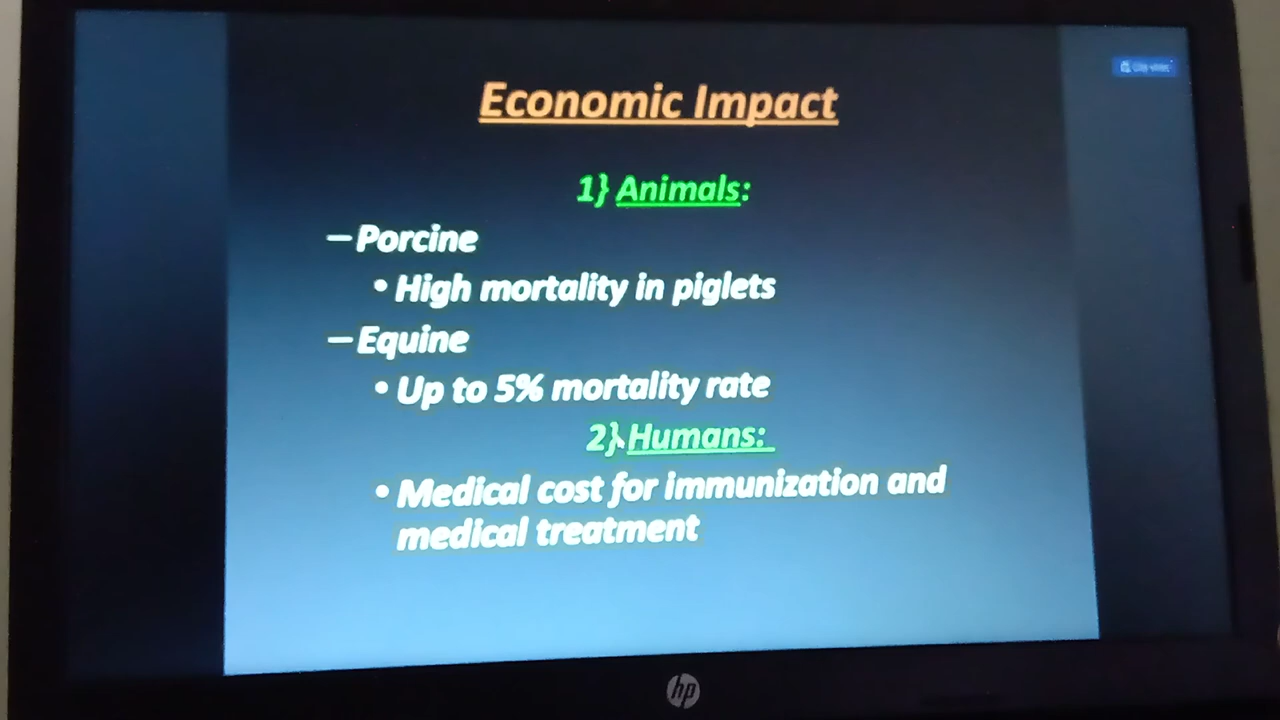 Economic Impact
1} Animals:
– Porcine
• High mortality in piglets
– Equine
• Up to 5% mortality rate
2} Humans:
• Medical cost for immunization and
medical treatment
hp